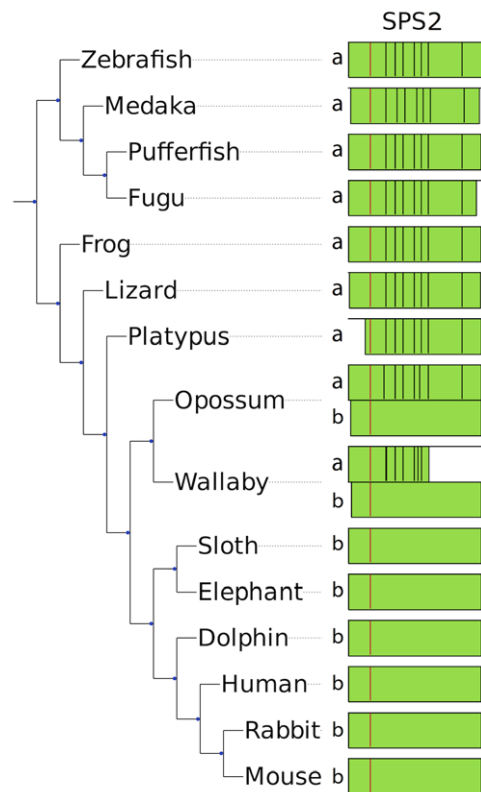 SPS2
Zebrafish a
Medaka a
Pufferfish a
Fugu a
Frog a
Lizard a
Platypus a
a
Opossum
b
a
Wallaby
b
Sloth b
Elephant b
Dolphin b
Human b
Rabbit b
Mouse b